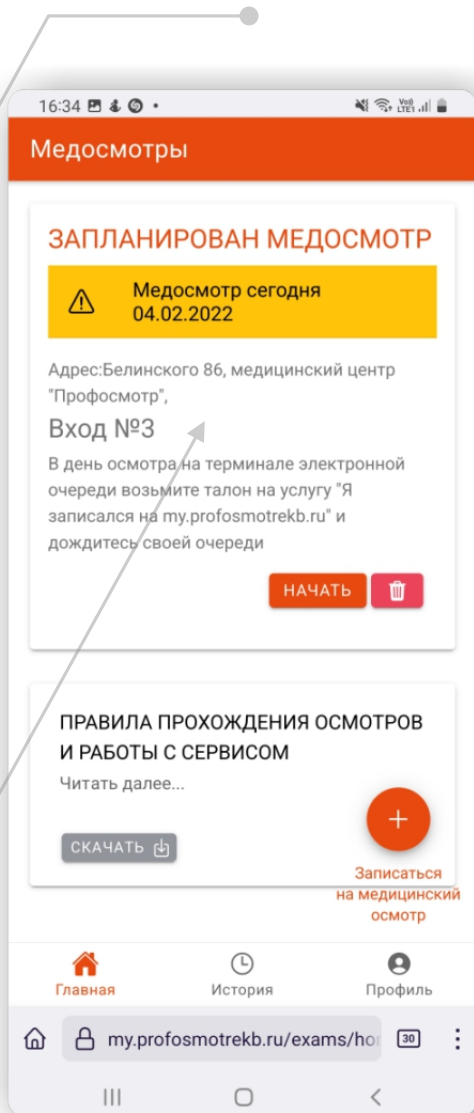 16:34
Медосмотры
ЗАПЛАНИРОВАН МЕДОСМОТР
Медосмотр сегодня
04.02.2022
Адрес:Белинского 86, медицинский центр
"Профосмотр",
Вход №3
В день осмотра на терминале электронной
очереди возьмите талон на услугу "Я
записался на my.profosmotrekb.ru" и
дождитесь своей очереди
НАЧАТЬ
ПРАВИЛА ПРОХОЖДЕНИЯ ОСМОТРОВ
И РАБОТЫ С СЕРВИСОМ
Читать далее...
СКАЧАТЬ
Записаться
на медицинский
осмотр
Главная История Профиль
my.profosmotrekb.ru/exams/ho 30